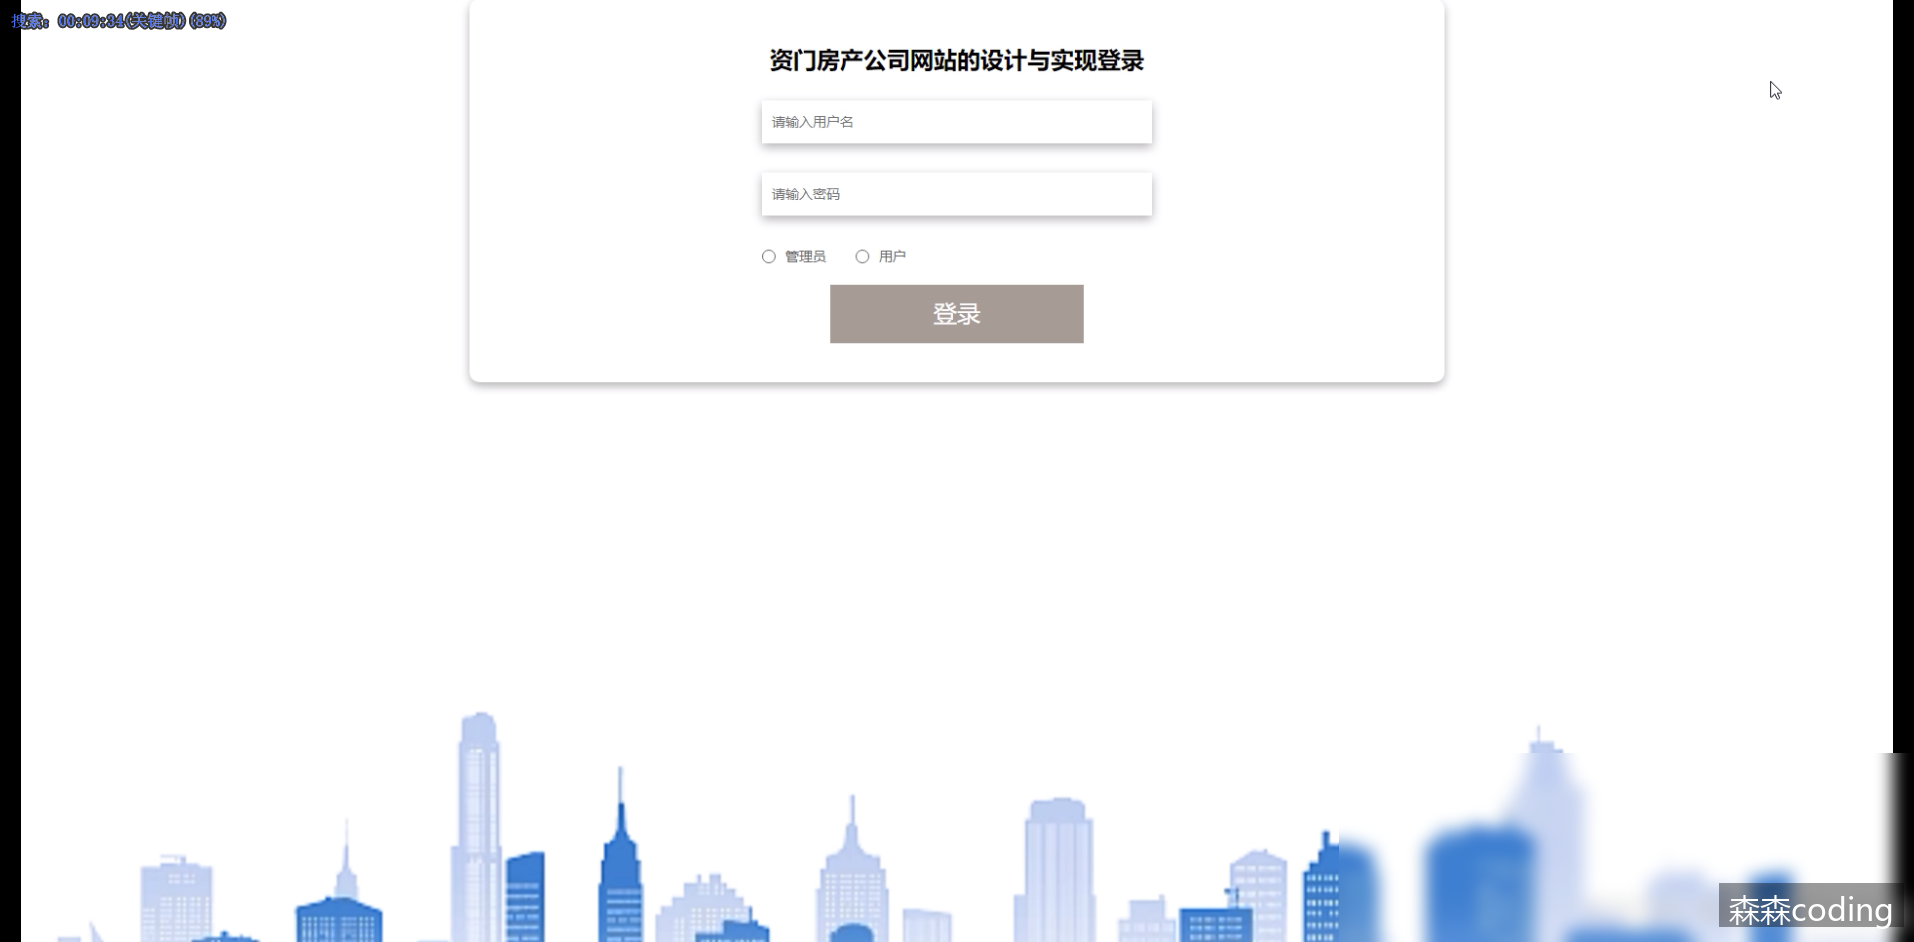 搜索: 00:09:34(关键帧)(89%)
资门房产公司网站的设计与实现登录
请输入用户名
请输入密码
管理员 用户
登录
森森coding